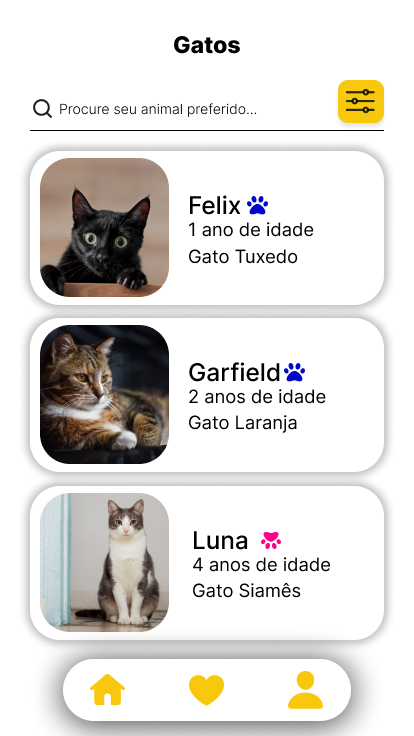 Gatos
Procure seu animal preferido...
Felix
1 ano de idade
Gato Tuxedo
Garfield
2 anos de idade
Gato Laranja
Luna
4 anos de idade
Gato Siamês